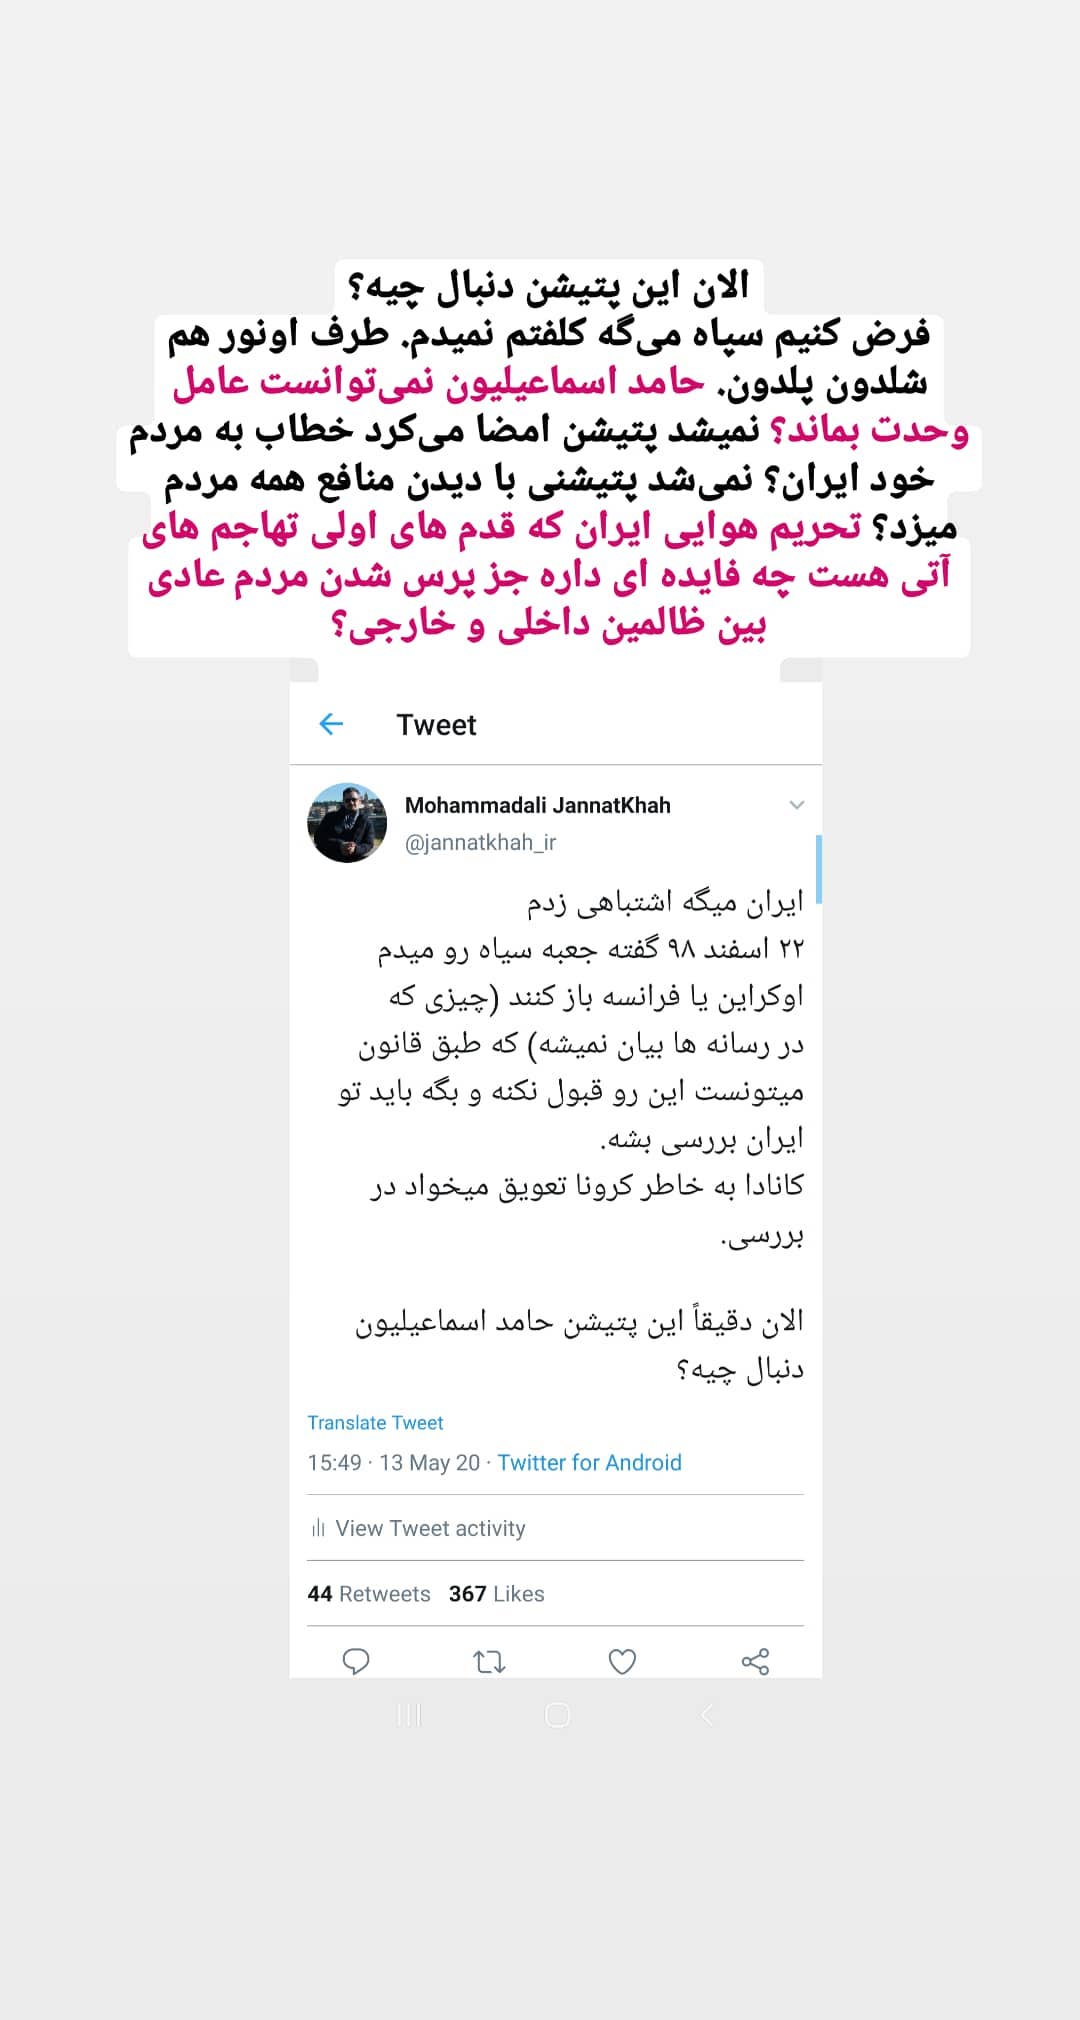 الان این پتیشن دنبال چیه؟
فرض کنیم سپاه می‌گه کلفتم نمیدم. طرف اونور هم
شلدون پلدون. حامد اسماعیلیون نمی‌توانست عامل
وحدت بماند؟ نمیشد پتیشن امضا می‌کرد خطاب به مردم
خود ایران؟ نمی‌شد پتیشنی با دیدن منافع همه مردم
میزد؟ تحریم هوایی ایران که قدم های اولی تهاجم های
آتی هست چه فایده ای داره جز پرس شدن مردم عادی
بین ظالمین داخلی و خارجی؟
Tweet
Mohammadali JannatKhah
@jannatkhah_ir
ایران میگه اشتباهی زدم
۲۲ اسفند ۹۸ گفته جعبه سیاه رو میدم
اوکراین یا فرانسه باز کنند (چیزی که
در رسانه ها بیان نمیشه) که طبق قانون
میتونست این رو قبول نکنه و بگه باید تو
ایران بررسی بشه.
کانادا به خاطر کرونا تعویق میخواد در
بررسی.
الان دقیقاً این پتیشن حامد اسماعیلیون
دنبال چیه؟
Translate Tweet
15:49 · 13 May 20 · Twitter for Android
View Tweet activity
44 Retweets 367 Likes